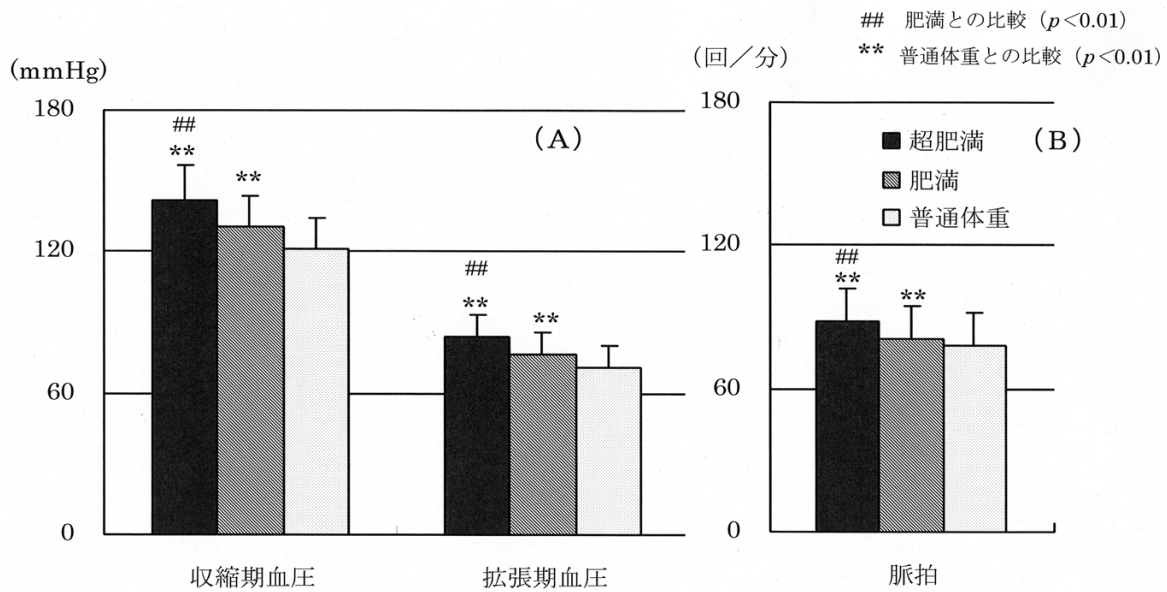 ## 肥満との比較（p<0.01）
** 普通体重との比較（p<0.01）
(mmHg)
180
120
60
0
（A）
##
**
**
##
**
**
収縮期血圧
拡張期血圧
（回／分）
180
120
60
0
（B）
超肥満
肥満
普通体重
##
**
**
脈拍